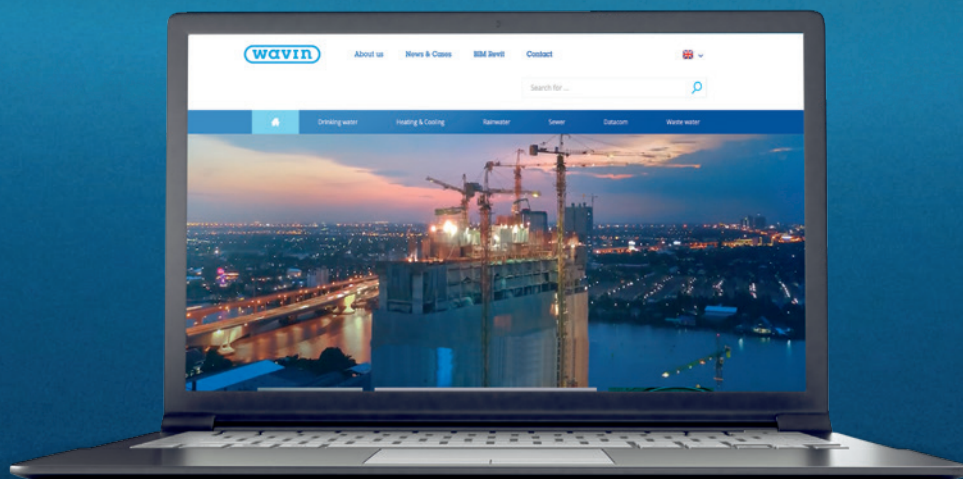 wavin
About us News & Cases BIM Revit Contact
Search for ...
Drinking water Heating & Cooling Rainwater Sewer Datacom Waste water